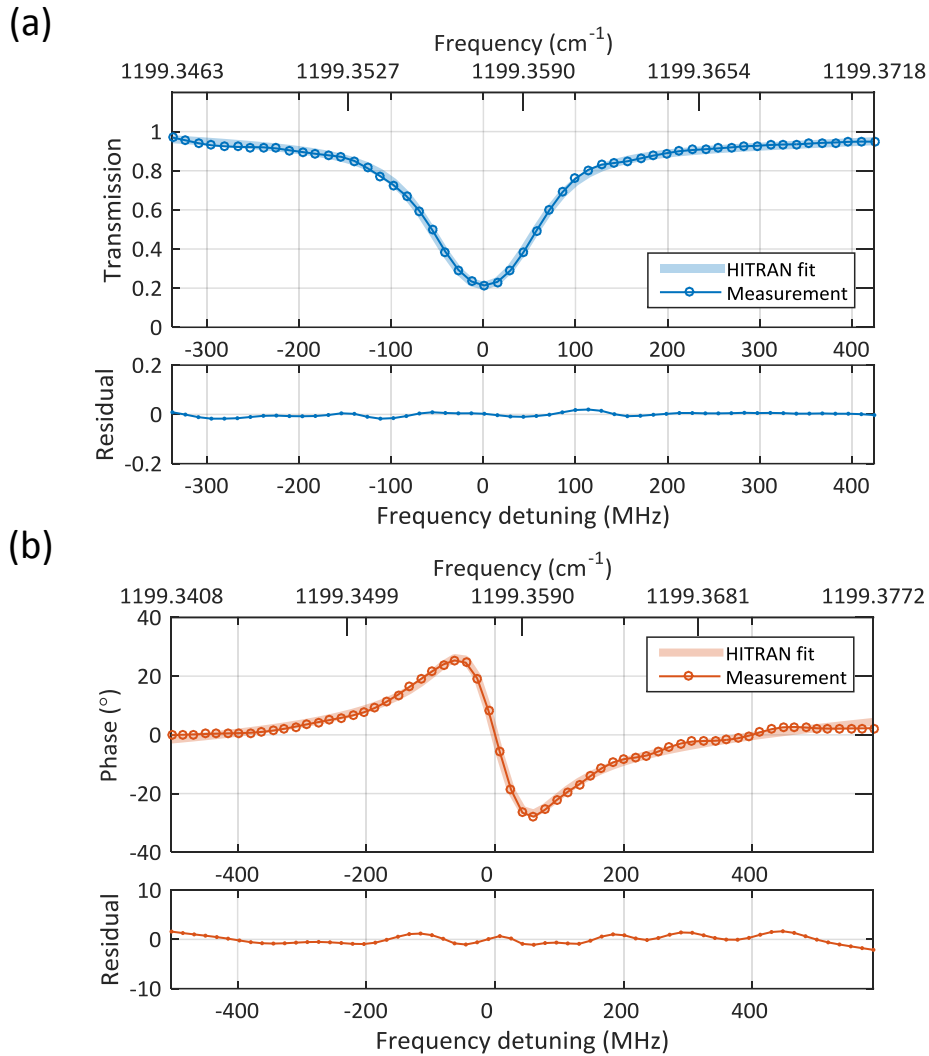 (a)
Frequency (cm-1)
1199.3463 1199.3527 1199.3590 1199.3654 1199.3718
Transmission
1
0.8
0.6
0.4
0.2
0
HITRAN fit
Measurement
-300 -200 -100 0 100 200 300 400
Residual
0.2
0
-0.2
-300 -200 -100 0 100 200 300 400
Frequency detuning (MHz)
(b)
Frequency (cm-1)
1199.3408 1199.3499 1199.3590 1199.3681 1199.3772
Phase (°)
40
20
0
-20
-40
HITRAN fit
Measurement
-400 -200 0 200 400
Residual
10
0
-10
-400 -200 0 200 400
Frequency detuning (MHz)